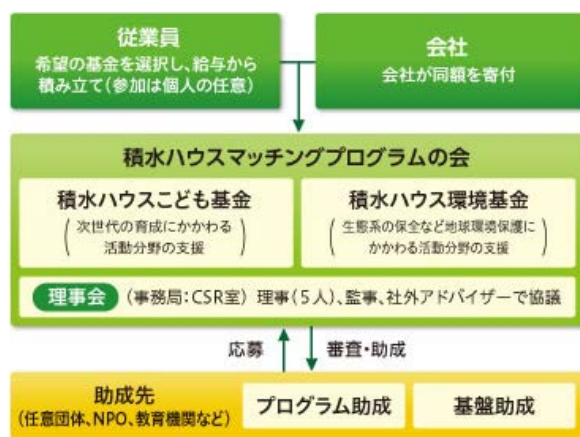 従業員
希望の基金を選択し、給与から
積み立て(参加は個人の任意)
会社
会社が同額を寄付
積水ハウスマッチングプログラムの会
積水ハウスこども基金
(次世代の育成にかかわる
活動分野の支援)
積水ハウス環境基金
(生態系の保全など地球環境保護に
かかわる活動分野の支援)
理事会 (事務局:CSR室) 理事(5人)、監事、社外アドバイザーで協議
応募 審査・助成
助成先
(任意団体、NPO、教育機関など)
プログラム助成
基盤助成